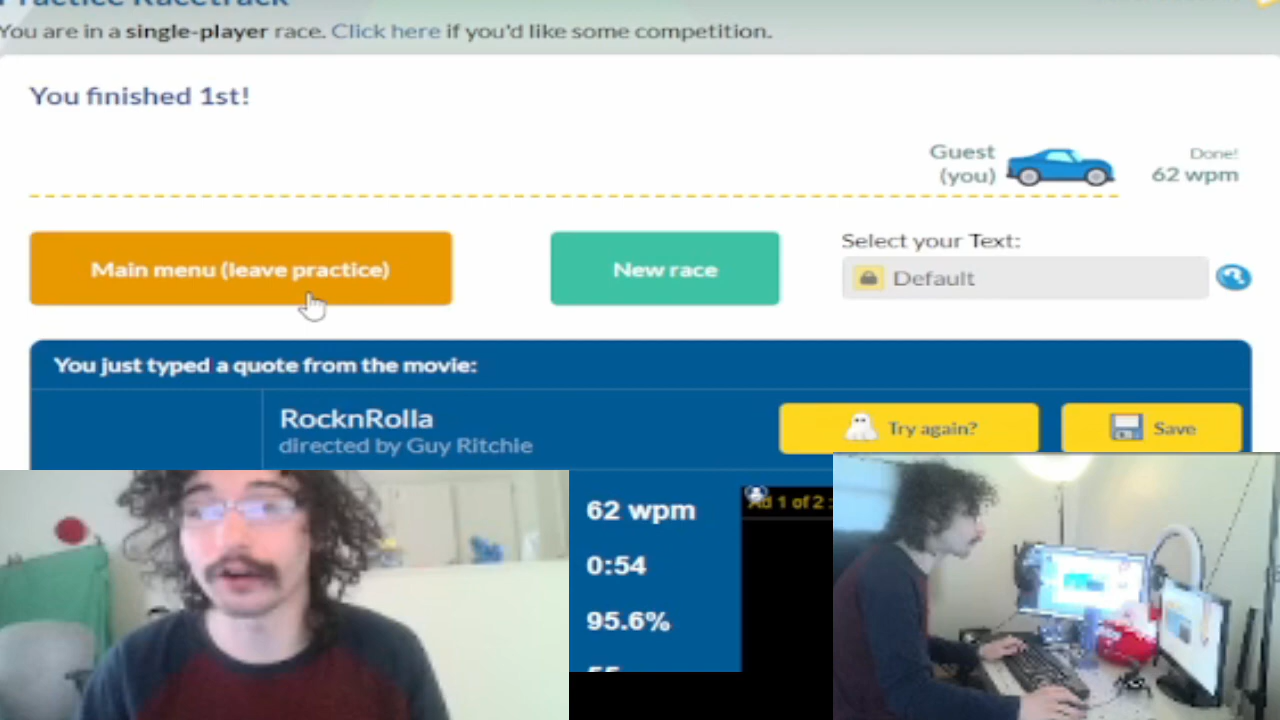 Practice Racetrack
You are in a single-player race. Click here if you'd like some competition.
You finished 1st!
Guest
(you)
Done!
62 wpm
Main menu (leave practice)
New race
Select your Text:
Default
You just typed a quote from the movie:
RocknRolla
directed by Guy Ritchie
Try again?
Save
62 wpm
Ad 1 of 2
0:54
95.6%